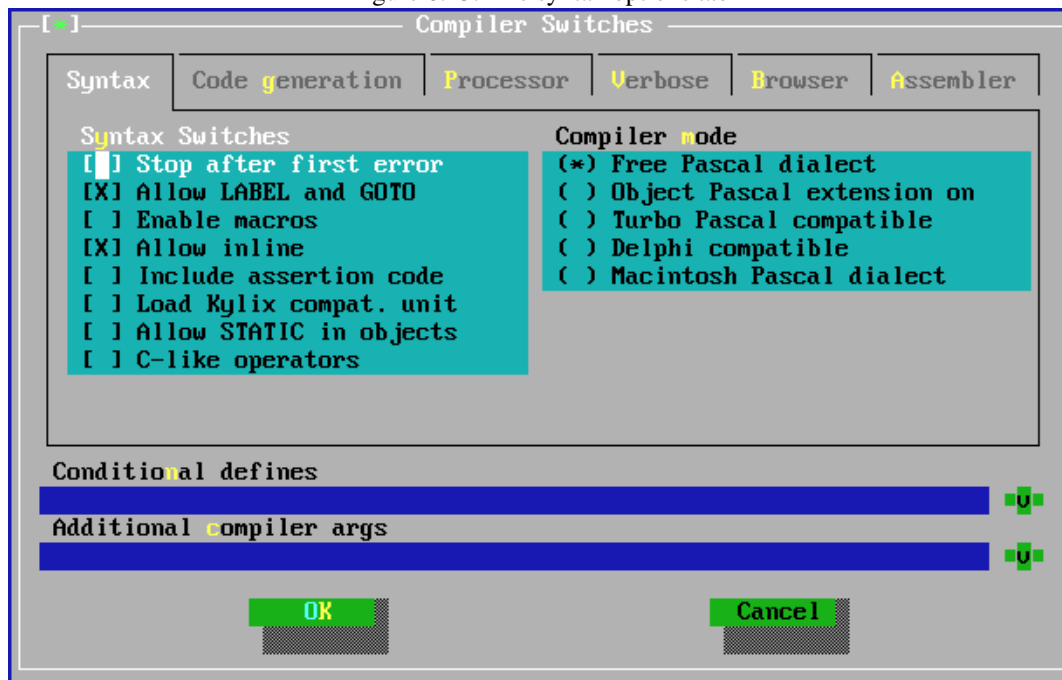 [*] Compiler Switches
Syntax Code generation Processor Verbose Browser Assembler
Syntax Switches
[ ] Stop after first error
[X] Allow LABEL and GOTO
[ ] Enable macros
[X] Allow inline
[ ] Include assertion code
[ ] Load Kylix compat. unit
[ ] Allow STATIC in objects
[ ] C-like operators
Compiler mode
(*) Free Pascal dialect
( ) Object Pascal extension on
( ) Turbo Pascal compatible
( ) Delphi compatible
( ) Macintosh Pascal dialect
Conditional defines
Additional compiler args
OK Cancel